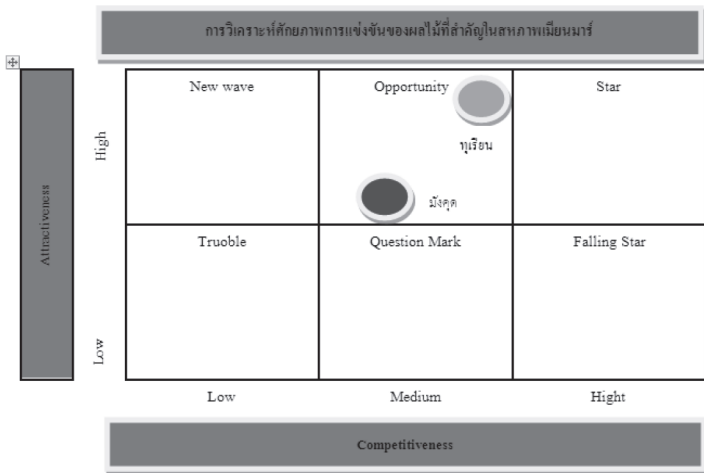 การวิเคราะห์ศักยภาพการแข่งขันของผลไม้ที่สำคัญในสหภาพเมียนมาร์
New wave
Opportunity
Star
ทุเรียน
High
มังคุด
Attractiveness
Truoble
Question Mark
Falling Star
Low
Low
Medium
Hight
Competitiveness